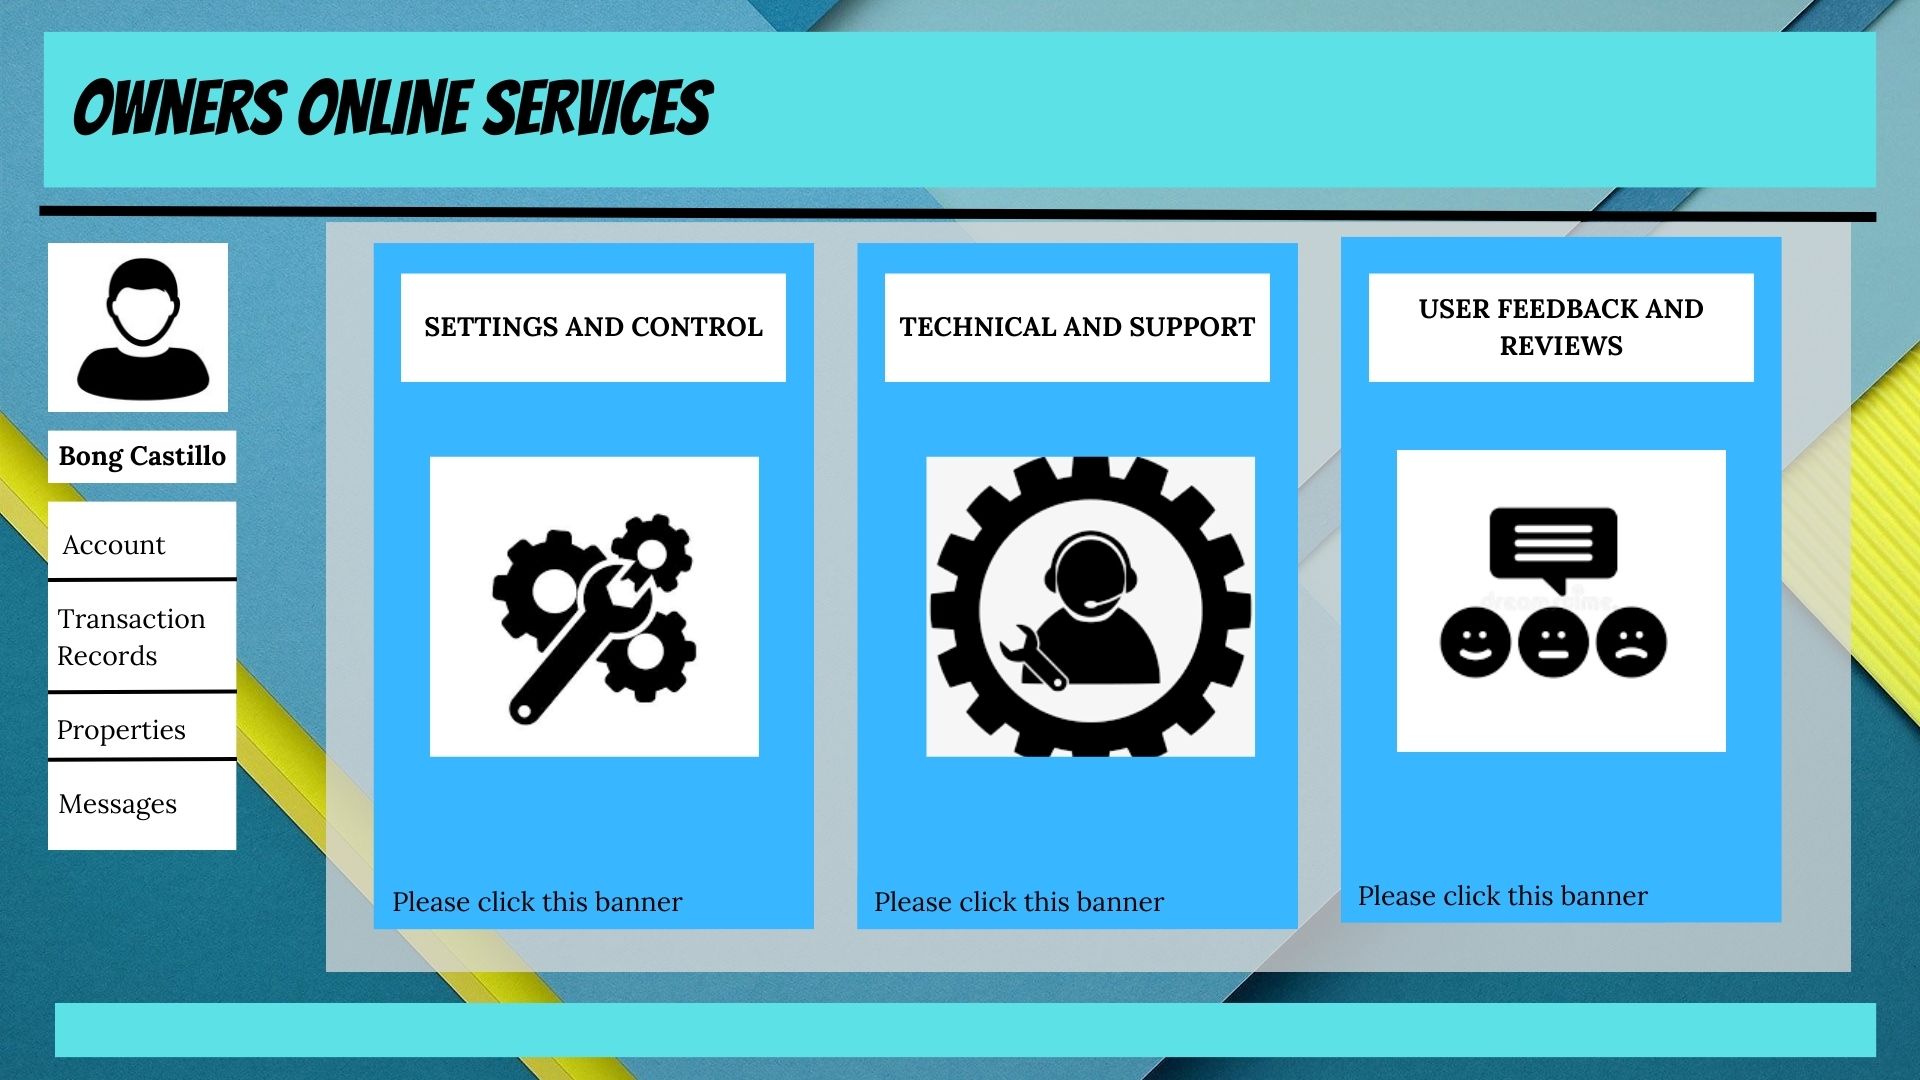 OWNERS ONLINE SERVICES
Bong Castillo
Account
Transaction
Records
Properties
Messages
SETTINGS AND CONTROL
Please click this banner
TECHNICAL AND SUPPORT
Please click this banner
USER FEEDBACK AND
REVIEWS
Please click this banner